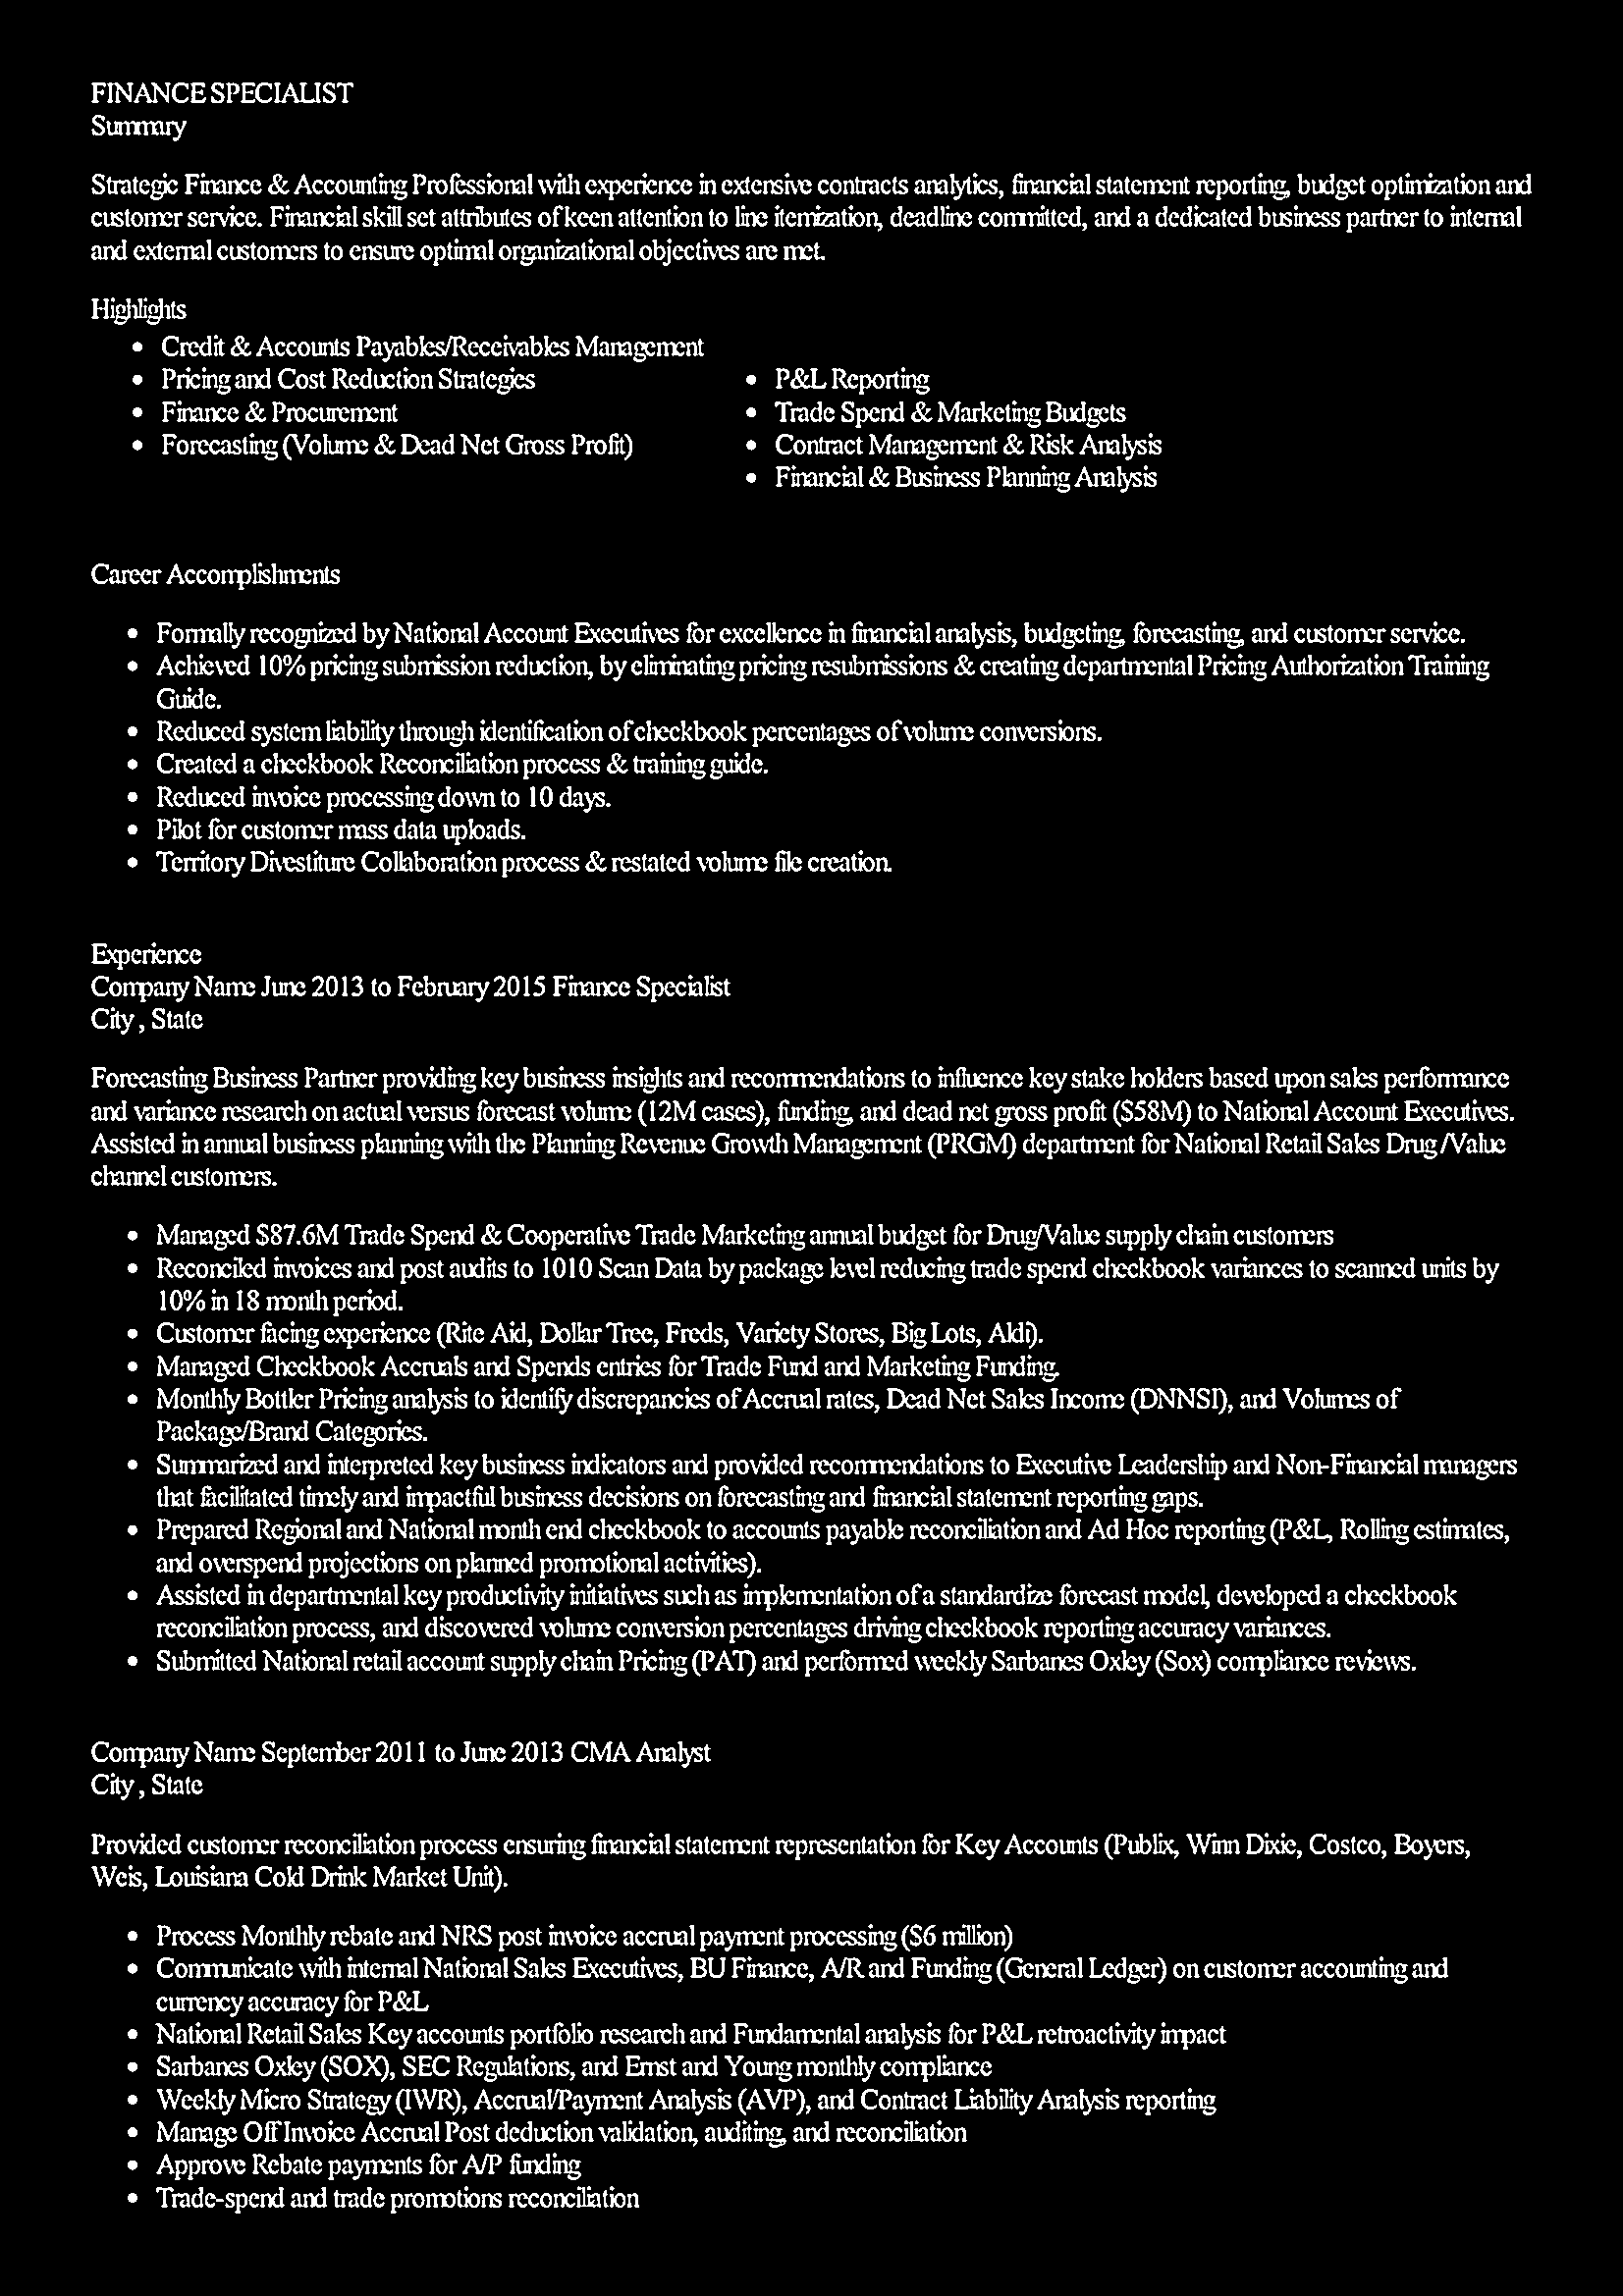 FINANCE SPECIALIST
Summary
Strategic Finance & Accounting Professional with experience in extensive contracts analytics, financial statement reporting, budget optimization and
customer service. Financial skill set attributes of keen attention to line itemization, deadline committed, and a dedicated business partner to internal
and external customers to ensure optimal organizational objectives are met.
Highlights
• Credit & Accounts Payables/Receivables Management
• Pricing and Cost Reduction Strategies
• Finance & Procurement
• Forecasting (Volume & Dead Net Gross Profit)
• P&L Reporting
• Trade Spend & Marketing Budgets
• Contract Management & Risk Analysis
• Financial & Business Planning Analysis
Career Accomplishments
• Formally recognized by National Account Executives for excellence in financial analysis, budgeting, forecasting, and customer service.
• Achieved 10% pricing submission reduction, by eliminating pricing resubmissions & creating departmental Pricing Authorization Training
Guide.
• Reduced system liability through identification of checkbook percentages of volume conversions.
• Created a checkbook Reconciliation process & training guide.
• Reduced invoice processing down to 10 days.
• Pilot for customer mass data uploads.
• Territory Divestiture Collaboration process & restated volume file creation.
Experience
Company Name June 2013 to February 2015 Finance Specialist
City , State
Forecasting Business Partner providing key business insights and recommendations to influence key stake holders based upon sales performance
and variance research on actual versus forecast volume (12M cases), funding, and dead net gross profit ($58M) to National Account Executives.
Assisted in annual business planning with the Planning Revenue Growth Management (PRGM) department for National Retail Sales Drug /Value
channel customers.
• Managed $87.6M Trade Spend & Cooperative Trade Marketing annual budget for Drug/Value supply chain customers
• Reconciled invoices and post audits to 1010 Scan Data by package level reducing trade spend checkbook variances to scanned units by
10% in 18 month period.
• Customer facing experience (Rite Aid, Dollar Tree, Freds, Variety Stores, Big Lots, Aldi).
• Managed Checkbook Accruals and Spends entries for Trade Fund and Marketing Funding.
• Monthly Bottler Pricing analysis to identify discrepancies of Accrual rates, Dead Net Sales Income (DNNSI), and Volumes of
Package/Brand Categories.
• Summarized and interpreted key business indicators and provided recommendations to Executive Leadership and Non-Financial managers
that facilitated timely and impactful business decisions on forecasting and financial statement reporting gaps.
• Prepared Regional and National month end checkbook to accounts payable reconciliation and Ad Hoc reporting (P&L, Rolling estimates,
and overspend projections on planned promotional activities).
• Assisted in departmental key productivity initiatives such as implementation of a standardize forecast model, developed a checkbook
reconciliation process, and discovered volume conversion percentages driving checkbook reporting accuracy variances.
• Submitted National retail account supply chain Pricing (PAT) and performed weekly Sarbanes Oxley (Sox) compliance reviews.
Company Name September 2011 to June 2013 CMA Analyst
City , State
Provided customer reconciliation process ensuring financial statement representation for Key Accounts (Publix, Winn Dixie, Costco, Boyers,
Weis, Louisiana Cold Drink Market Unit).
• Process Monthly rebate and NRS post invoice accrual payment processing ($6 million)
• Communicate with internal National Sales Executives, BU Finance, A/R and Funding (General Ledger) on customer accounting and
currency accuracy for P&L
• National Retail Sales Key accounts portfolio research and Fundamental analysis for P&L retroactivity impact
• Sarbanes Oxley (SOX), SEC Regulations, and Ernst and Young monthly compliance
• Weekly Micro Strategy (IWR), Accrual/Payment Analysis (AVP), and Contract Liability Analysis reporting
• Manage Off Invoice Accrual Post deduction validation, auditing, and reconciliation
• Approve Rebate payments for A/P funding
• Trade-spend and trade promotions reconciliation